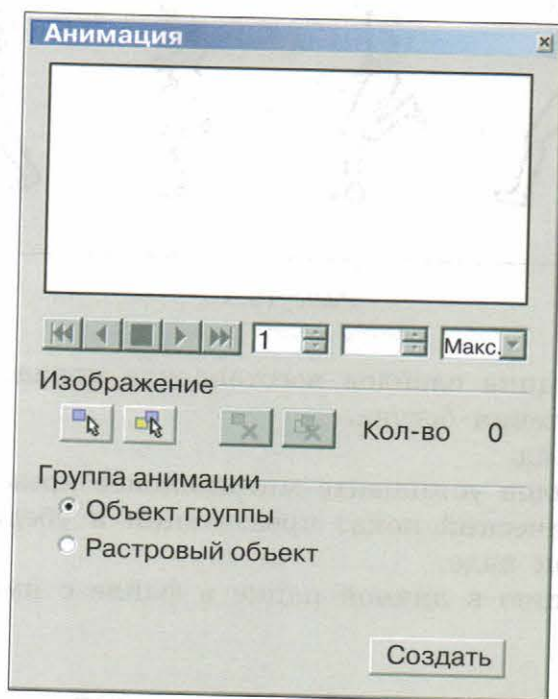 Анимация
1 Макс.
Изображение
Кол-во 0
Группа анимации
Объект группы
Растровый объект
Создать